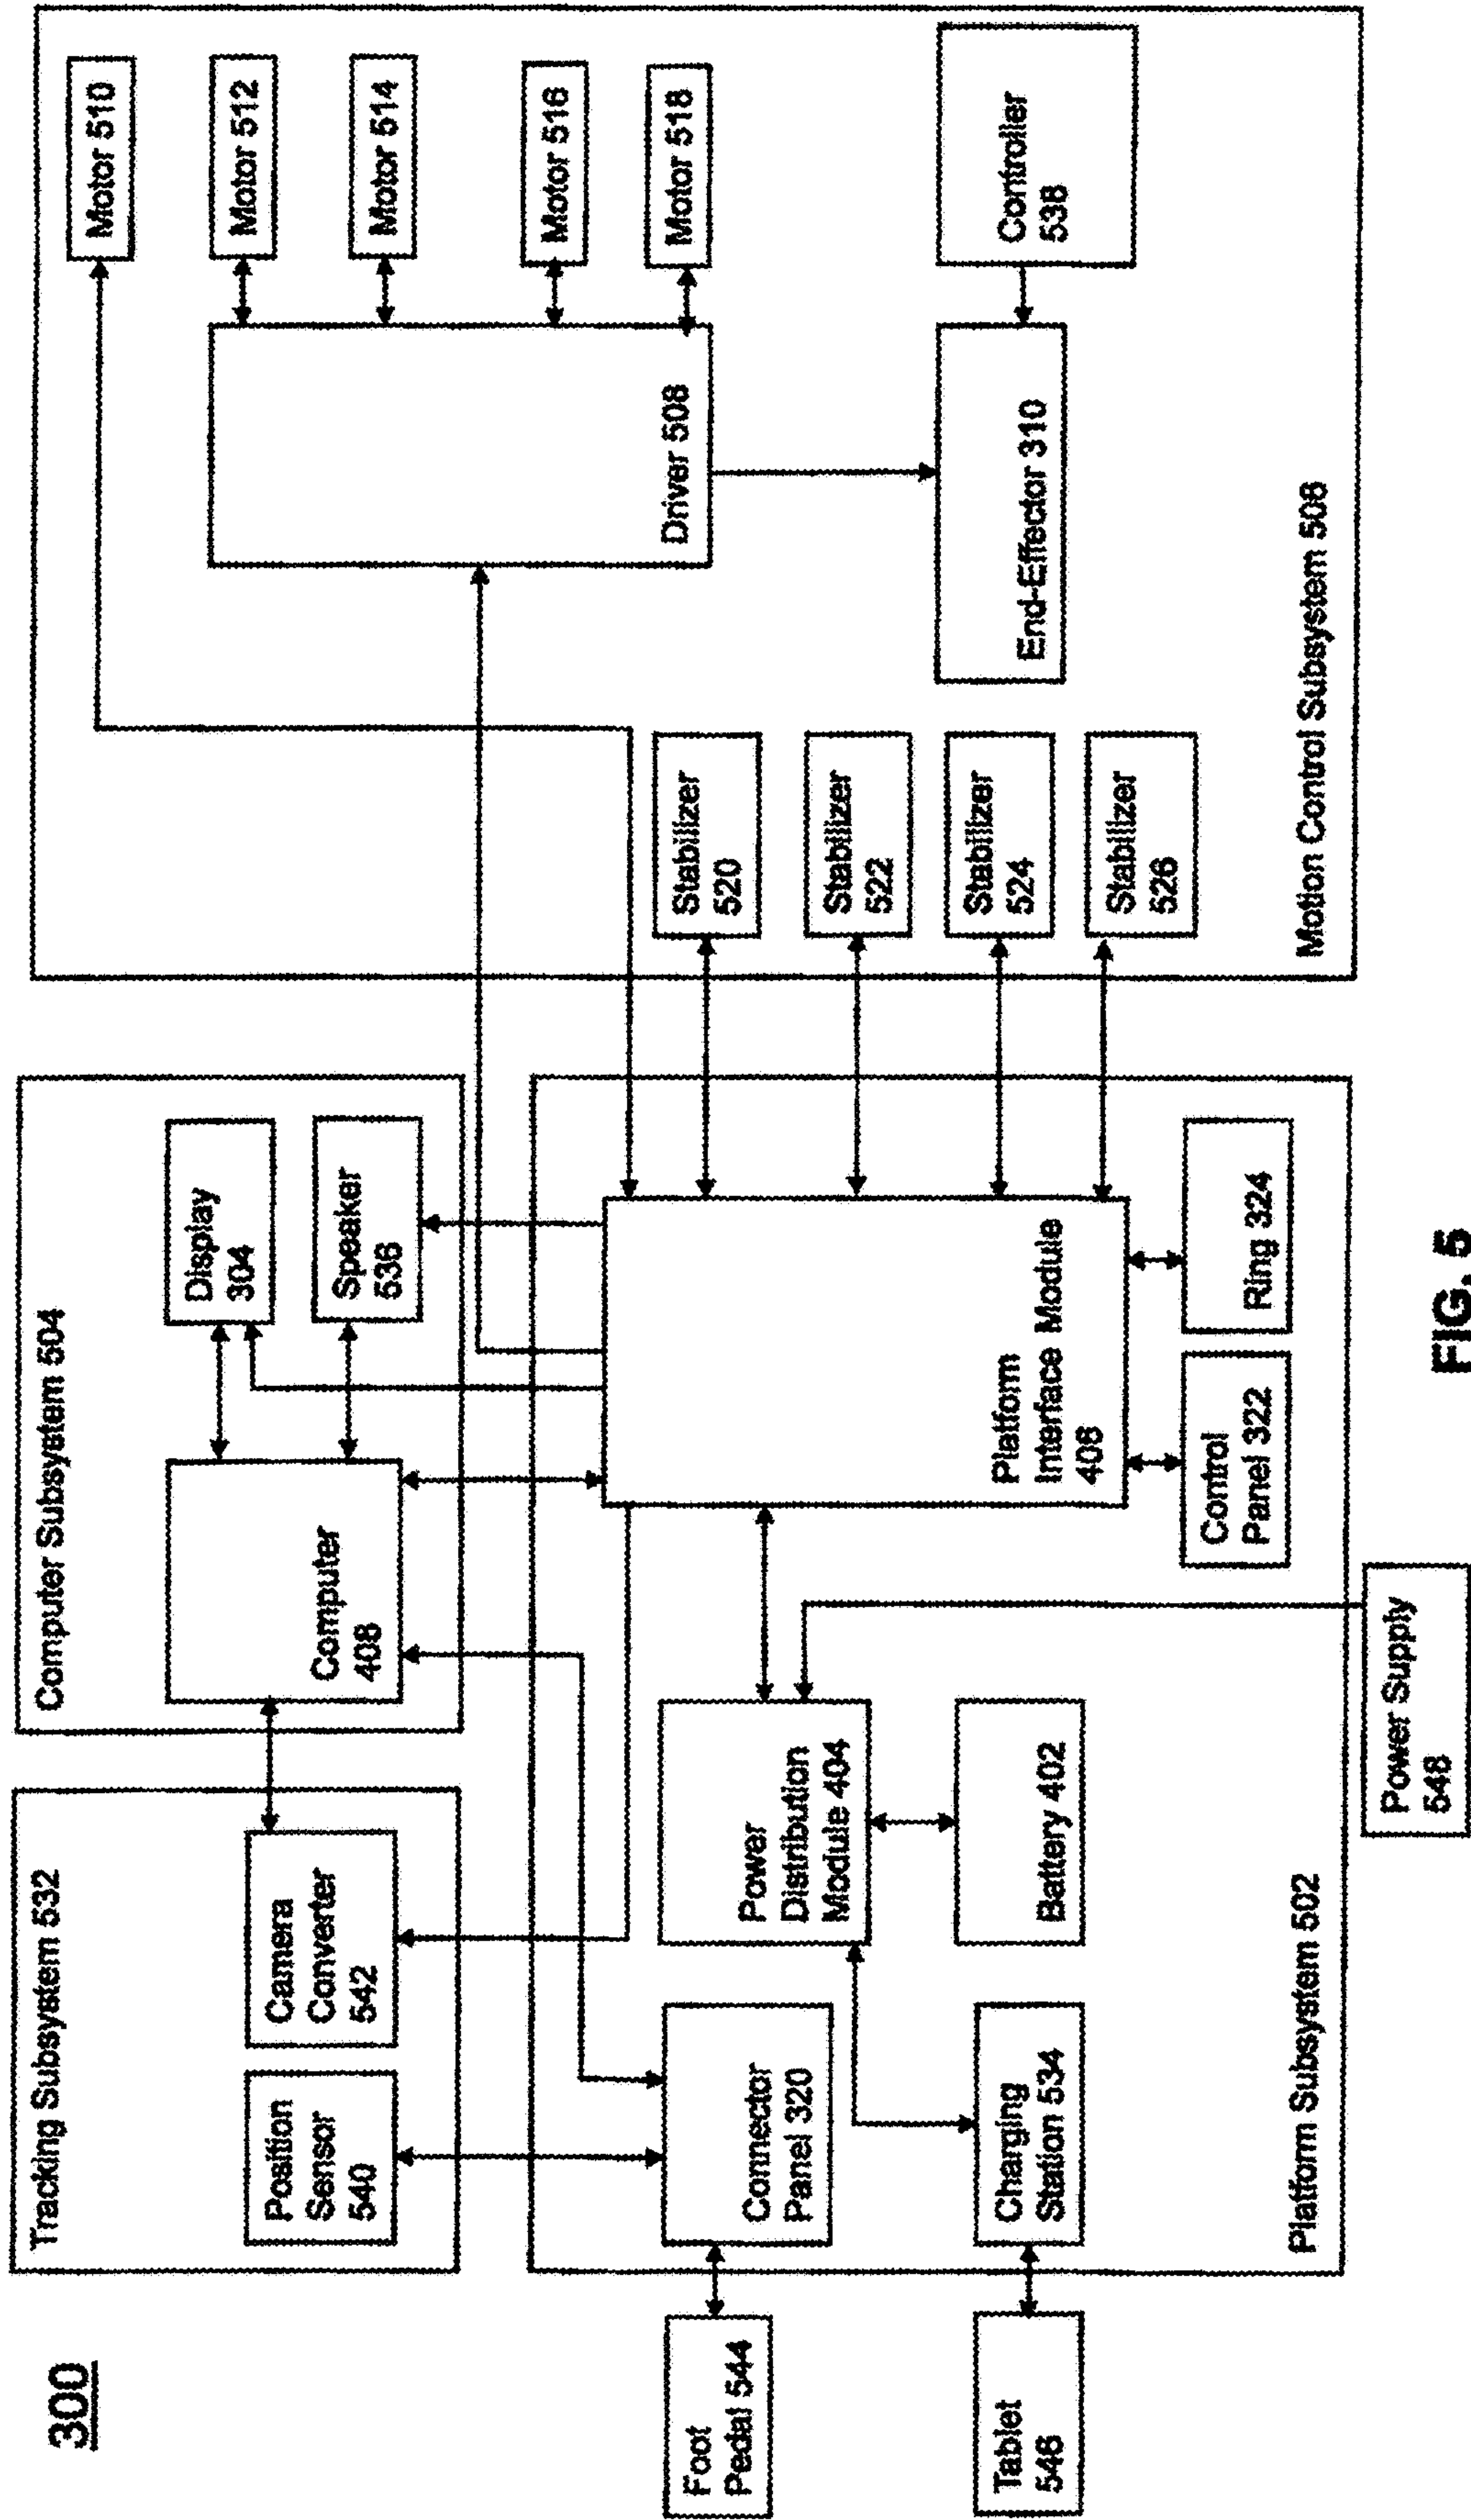 300
Tracking Subsystem 532
Position
Sensor
540
Camera
Converter
542
Computer Subsystem 504
Computer
408
Display
304
Speaker
536
Foot
Pedal 544
Tablet
546
Connector
Panel 320
Charging
Station 534
Power
Distribution
Module 404
Battery 402
Platform
Interface Module
406
Control
Panel 322
Ring 324
Platform Subsystem 502
Power Supply
548
Motor 510
Motor 512
Motor 514
Motor 516
Motor 518
Driver 508
Stabilizer
520
Stabilizer
522
Stabilizer
524
Stabilizer
526
End-Effector 310
Controller
538
Motion Control Subsystem 506
FIG. 5